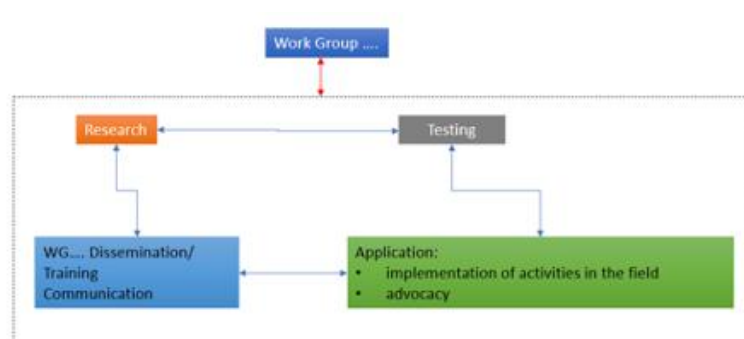 Work Group ....
Research
Testing
WG.... Dissemination/
Training
Communication
Application:
• implementation of activities in the field
• advocacy